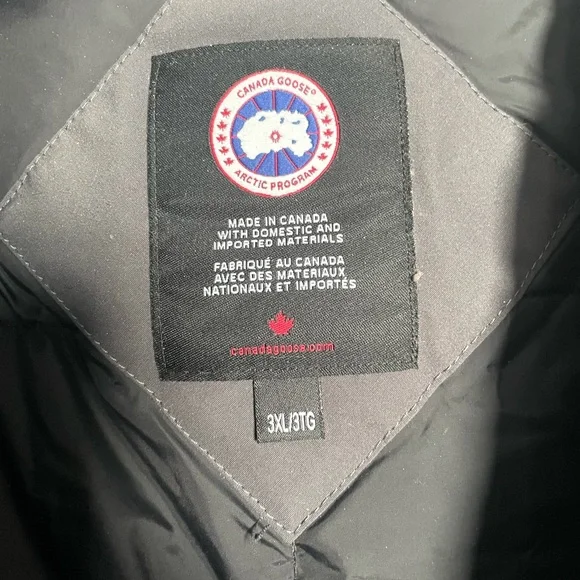 CANADA GOOSE®
ARCTIC PROGRAM
MADE IN CANADA
WITH DOMESTIC AND
IMPORTED MATERIALS
FABRIQUÉ AU CANADA
AVEC DES MATERIAUX
NATIONAUX ET IMPORTÉS
canadagoose.com
3XL/3TG